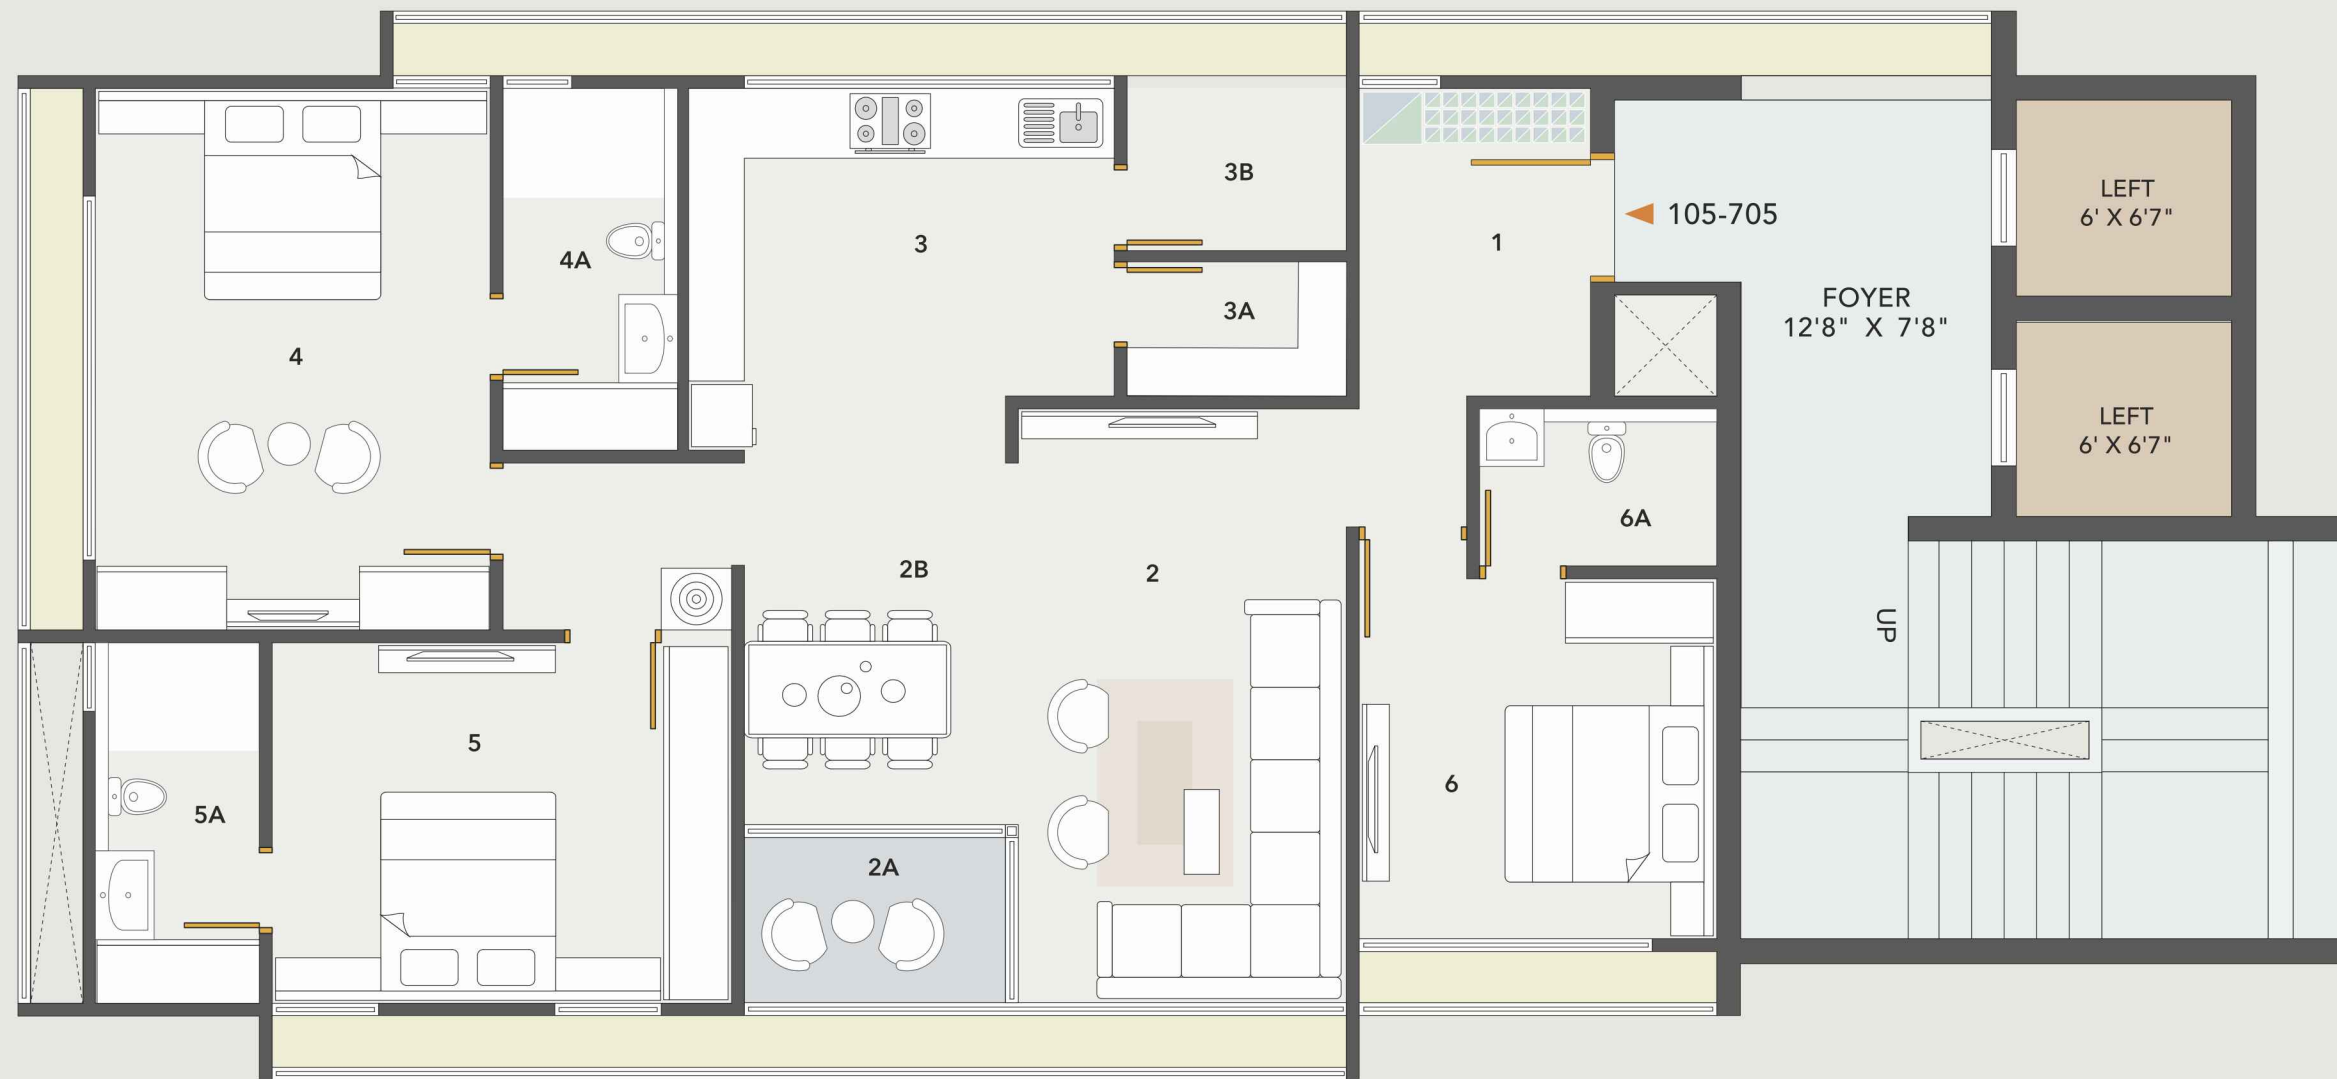 3B
LEFT
6' X 6'7"
105-705
1
3
4A
FOYER
12'8" X 7'8"
3A
4
LEFT
6' X 6'7"
6A
2B
2
UP
5
6
5A
2A